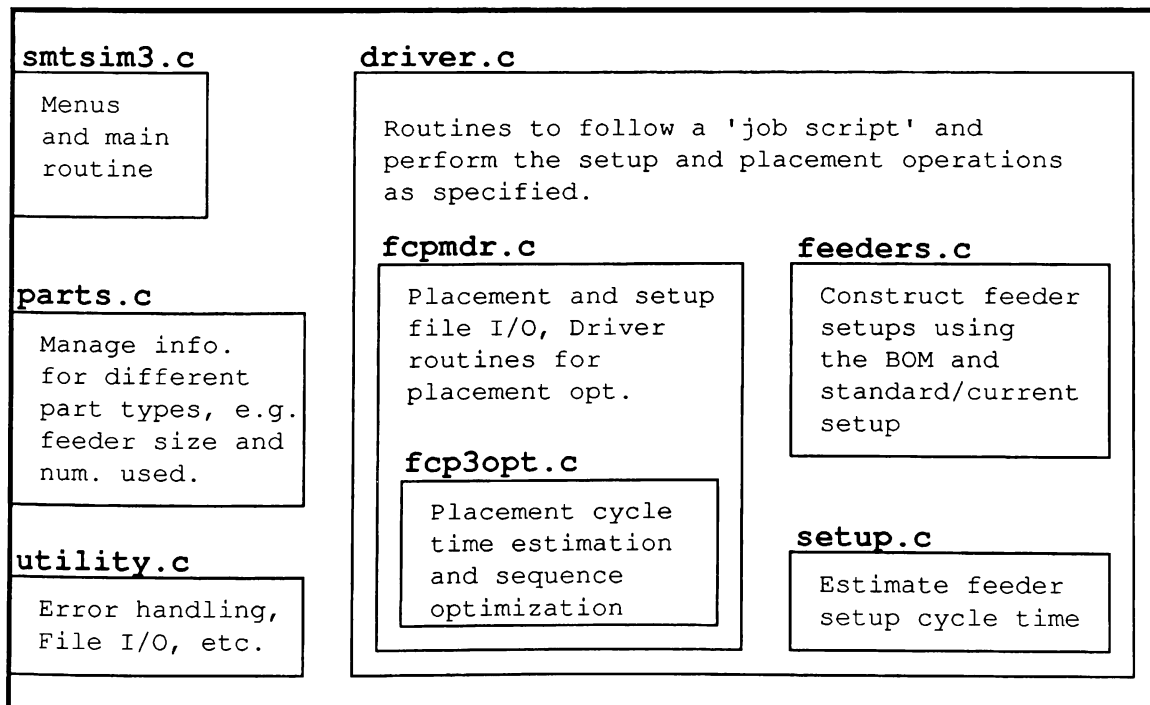 smtsim3.c
Menus
and main
routine
parts.c
Manage info.
for different
part types, e.g.
feeder size and
num. used.
utility.c
Error handling,
File I/O, etc.
driver.c
Routines to follow a 'job script' and
perform the setup and placement operations
as specified.
fcpmdr.c
Placement and setup
file I/O, Driver
routines for
placement opt.
fcp3opt.c
Placement cycle
time estimation
and sequence
optimization
feeders.c
Construct feeder
setups using
the BOM and
standard/current
setup
setup.c
Estimate feeder
setup cycle time